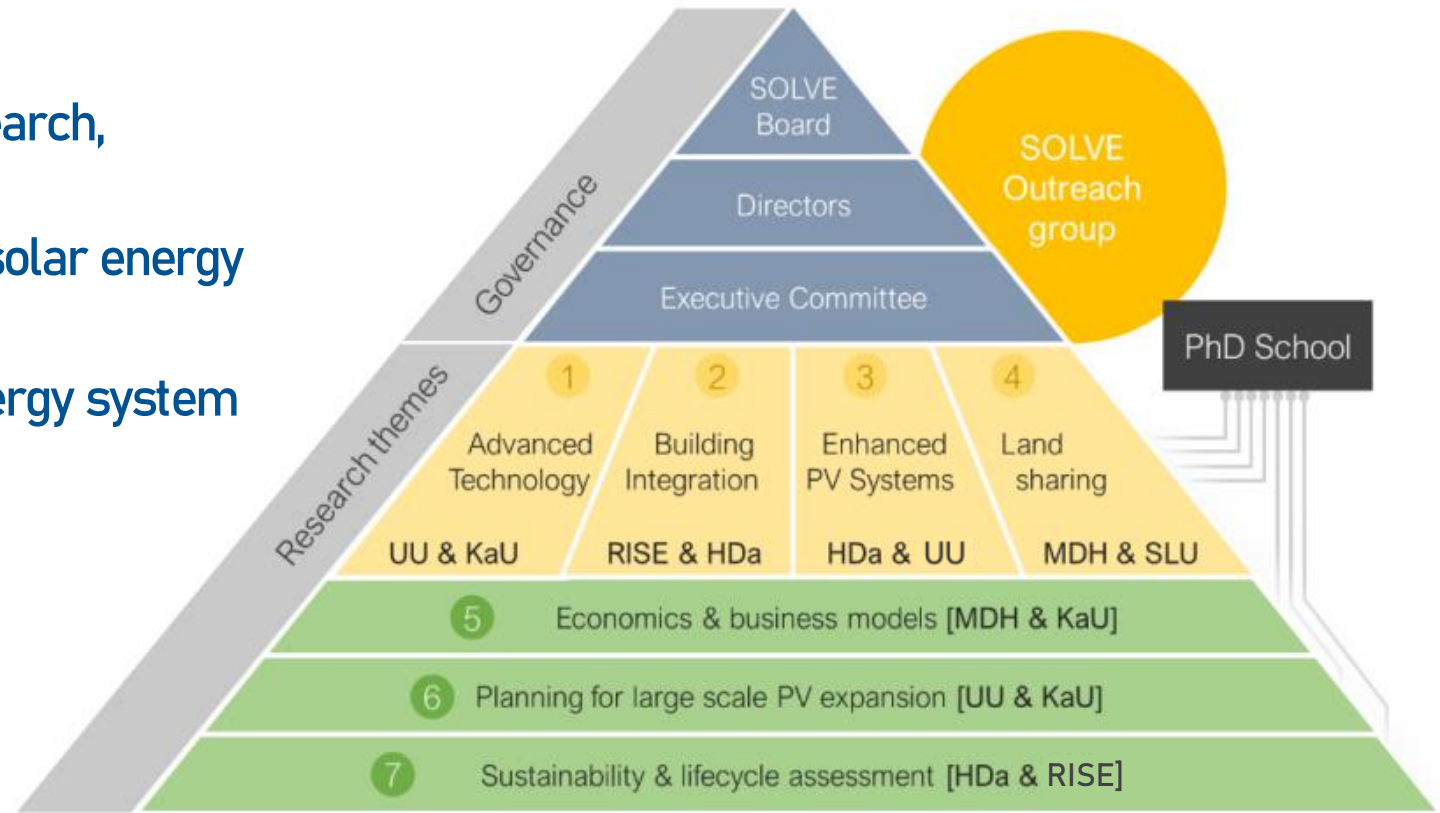 earch,
solar energy
ergy system
Governance
Research themes
SOLVE
Board
Directors
Executive Committee
SOLVE
Outreach
group
PhD School
1
Advanced
Technology
UU & KaU
2
Building
Integration
RISE & HDa
3
Enhanced
PV Systems
HDa & UU
4
Land
sharing
MDH & SLU
5 Economics & business models [MDH & KaU]
6 Planning for large scale PV expansion [UU & KaU]
7 Sustainability & lifecycle assessment [HDa & RISE]